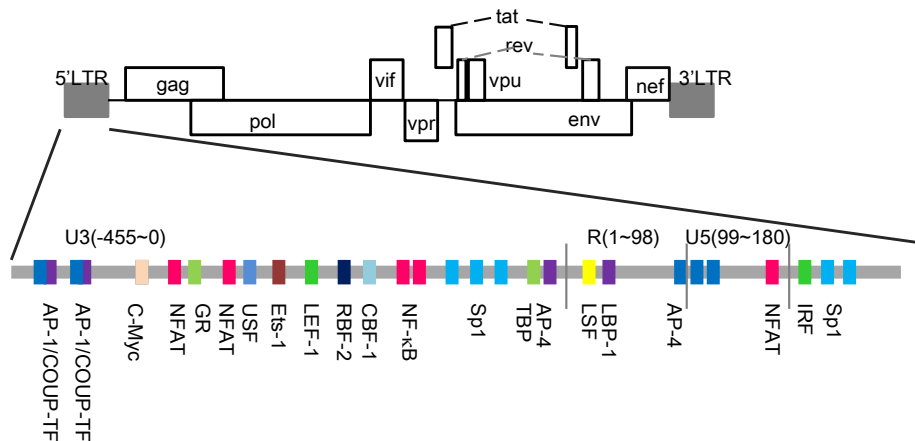 tat
rev
5'LTR
gag
vif
vpu
nef
3'LTR
pol
vpr
env
U3(-455~0)
R(1~98)
U5(99~180)
AP-1/COUP-TF
AP-1/COUP-TF
C-Myc
NFAT
GR
NFAT
USF
Ets-1
LEF-1
RBF-2
CBF-1
NF-κB
Sp1
TBP
AP-4
LSF
LBP-1
AP-4
NFAT
IRF
Sp1